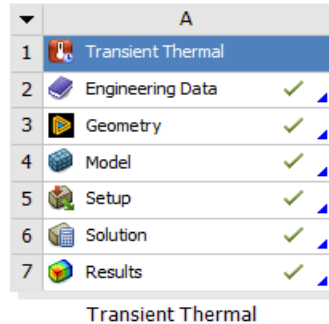 A
1 Transient Thermal
2 Engineering Data
3 Geometry
4 Model
5 Setup
6 Solution
7 Results
Transient Thermal